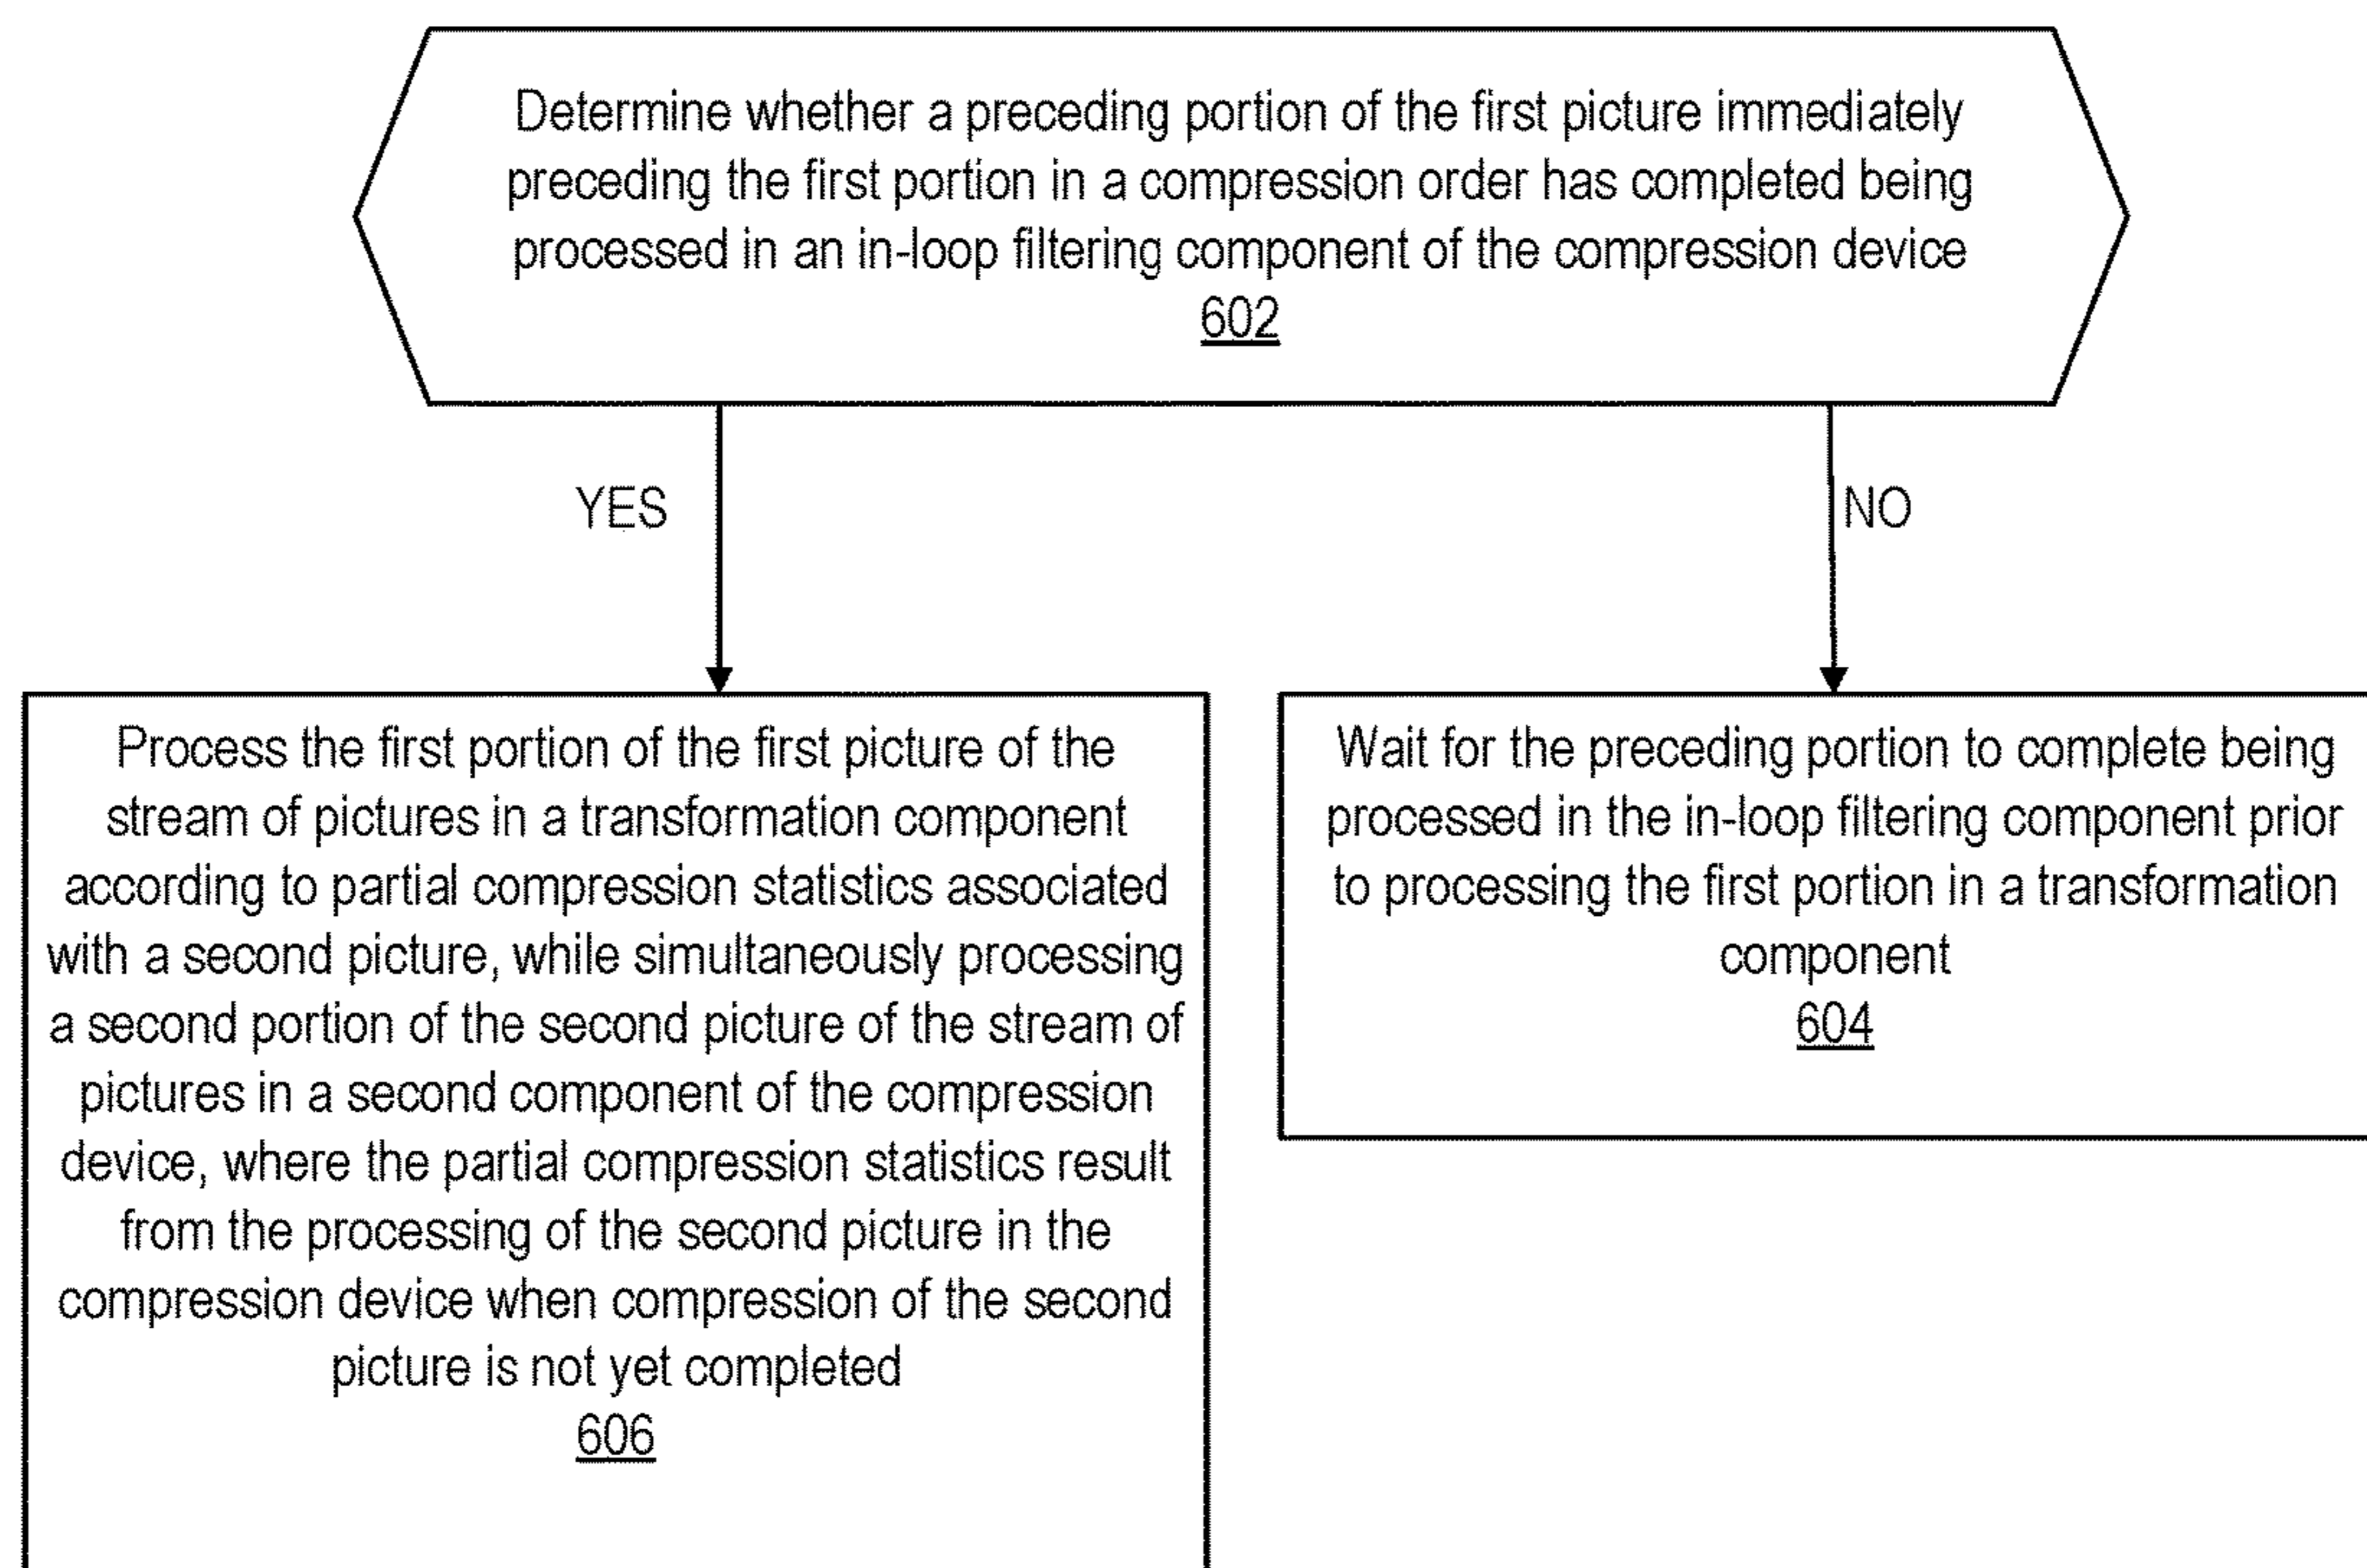 Determine whether a preceding portion of the first picture immediately
preceding the first portion in a compression order has completed being
processed in an in-loop filtering component of the compression device
602
YES
NO
Process the first portion of the first picture of the
stream of pictures in a transformation component
according to partial compression statistics associated
with a second picture, while simultaneously processing
a second portion of the second picture of the stream of
pictures in a second component of the compression
device, where the partial compression statistics result
from the processing of the second picture in the
compression device when compression of the second
picture is not yet completed
606
Wait for the preceding portion to complete being
processed in the in-loop filtering component prior
to processing the first portion in a transformation
component
604